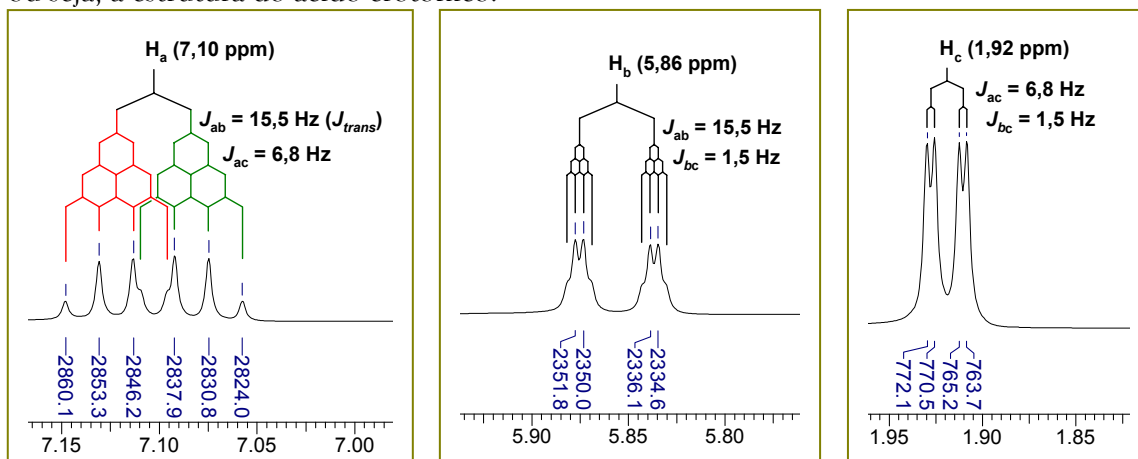 ou seja, a estrutura do ácido crotônico.
Ha (7,10 ppm)
Jab = 15,5 Hz (Jtrans)
Jac = 6,8 Hz
2860.1
2853.3
2846.2
2837.9
2830.8
2824.0
7.15
7.10
7.05
7.00
Hb (5,86 ppm)
Jab = 15,5 Hz
Jbc = 1,5 Hz
2351.8
2350.0
2336.1
2334.6
5.90
5.85
5.80
Hc (1,92 ppm)
Jac = 6,8 Hz
Jbc = 1,5 Hz
772.1
770.5
765.2
763.7
1.95
1.90
1.85